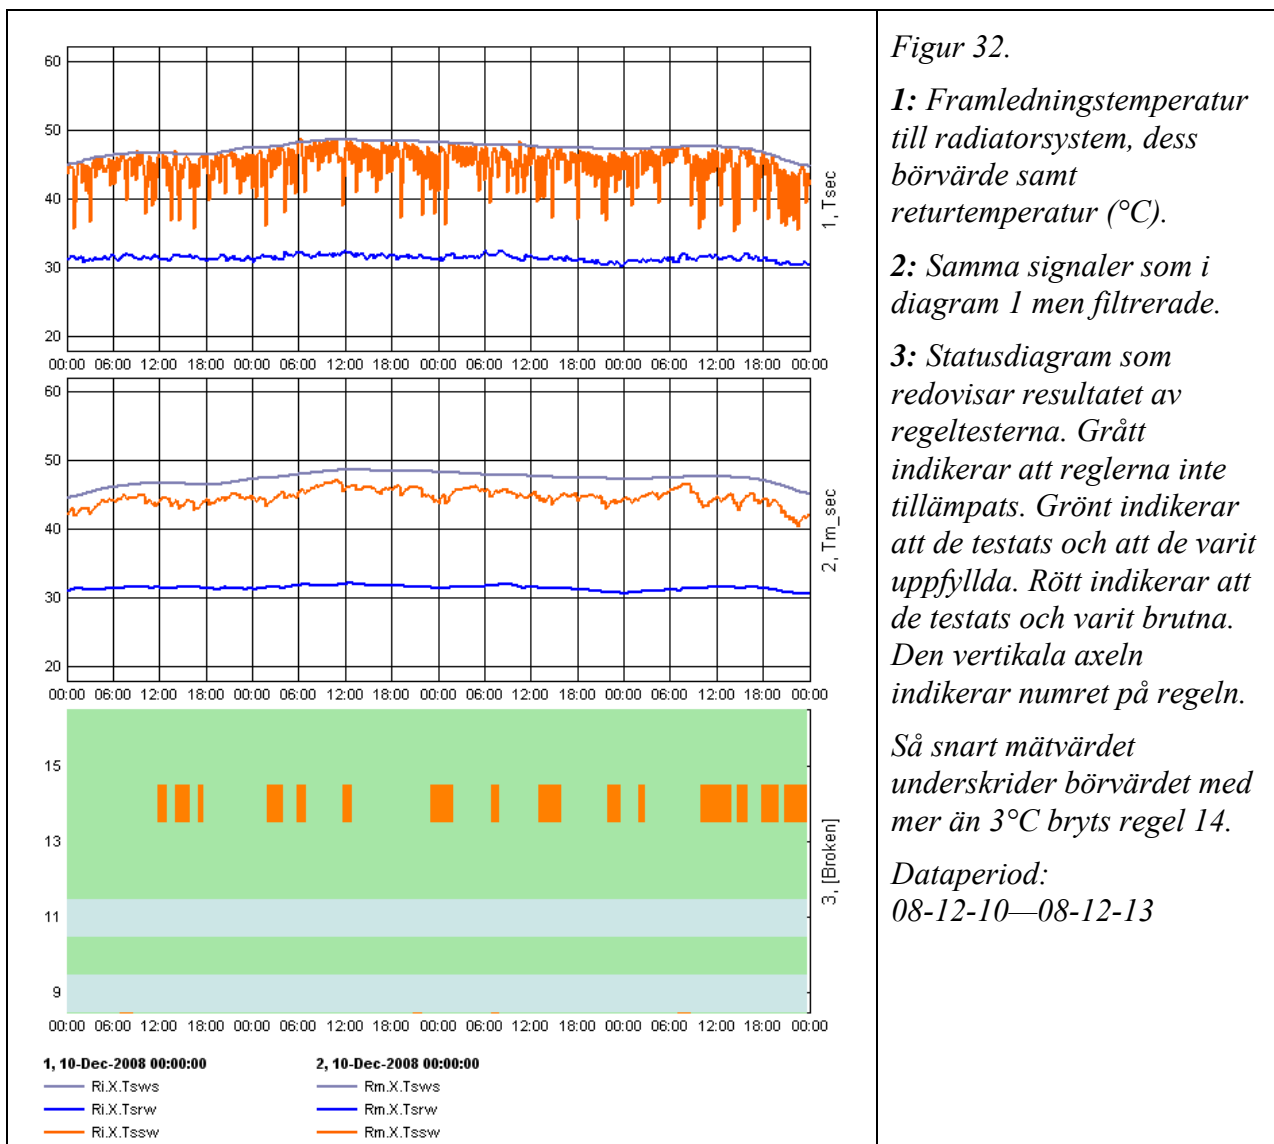 60
50
40
30
20
1, Tsec
00:00 06:00 12:00 18:00 00:00 06:00 12:00 18:00 00:00 06:00 12:00 18:00 00:00 06:00 12:00 18:00 00:00
60
50
40
30
20
2, Tm_sec
00:00 06:00 12:00 18:00 00:00 06:00 12:00 18:00 00:00 06:00 12:00 18:00 00:00 06:00 12:00 18:00 00:00
15
13
11
9
3, [Broken]
00:00 06:00 12:00 18:00 00:00 06:00 12:00 18:00 00:00 06:00 12:00 18:00 00:00 06:00 12:00 18:00 00:00
1, 10-Dec-2008 00:00:00
Ri.X.Tsws
Ri.X.Tsrw
Ri.X.Tssw
2, 10-Dec-2008 00:00:00
Rm.X.Tsws
Rm.X.Tsrw
Rm.X.Tssw
Figur 32.
1: Framledningstemperatur
till radiatorsystem, dess
börvärde samt
returtemperatur (°C).
2: Samma signaler som i
diagram 1 men filtrerade.
3: Statusdiagram som
redovisar resultatet av
regeltesterna. Grått
indikerar att reglerna inte
tillämpats. Grönt indikerar
att de testats och att de varit
uppfyllda. Rött indikerar att
de testats och varit brutna.
Den vertikala axeln
indikerar numret på regeln.
Så snart mätvärdet
underskrider börvärdet med
mer än 3°C bryts regel 14.
Dataperiod:
08-12-10—08-12-13